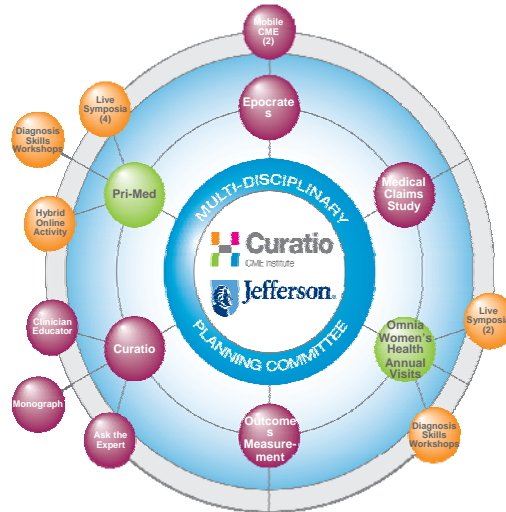 Mobile
CME
(2)
Epocrate
s
Live
Symposia
(4)
Diagnosis
Skills
Workshops
Pri-Med
Hybrid
Online
Activity
Medical
Claims
Study
MULTI-DISCIPLINARY
Curatio
CME Institute
Jefferson.
PLANNING COMMITTEE
Clinician
Educator
Curatio
Monograph
Ask the
Expert
Outcome
s
Measure-
ment
Omnia
Women's
Health
Annual
Visits
Live
Symposia
(2)
Diagnosis
Skills
Workshops